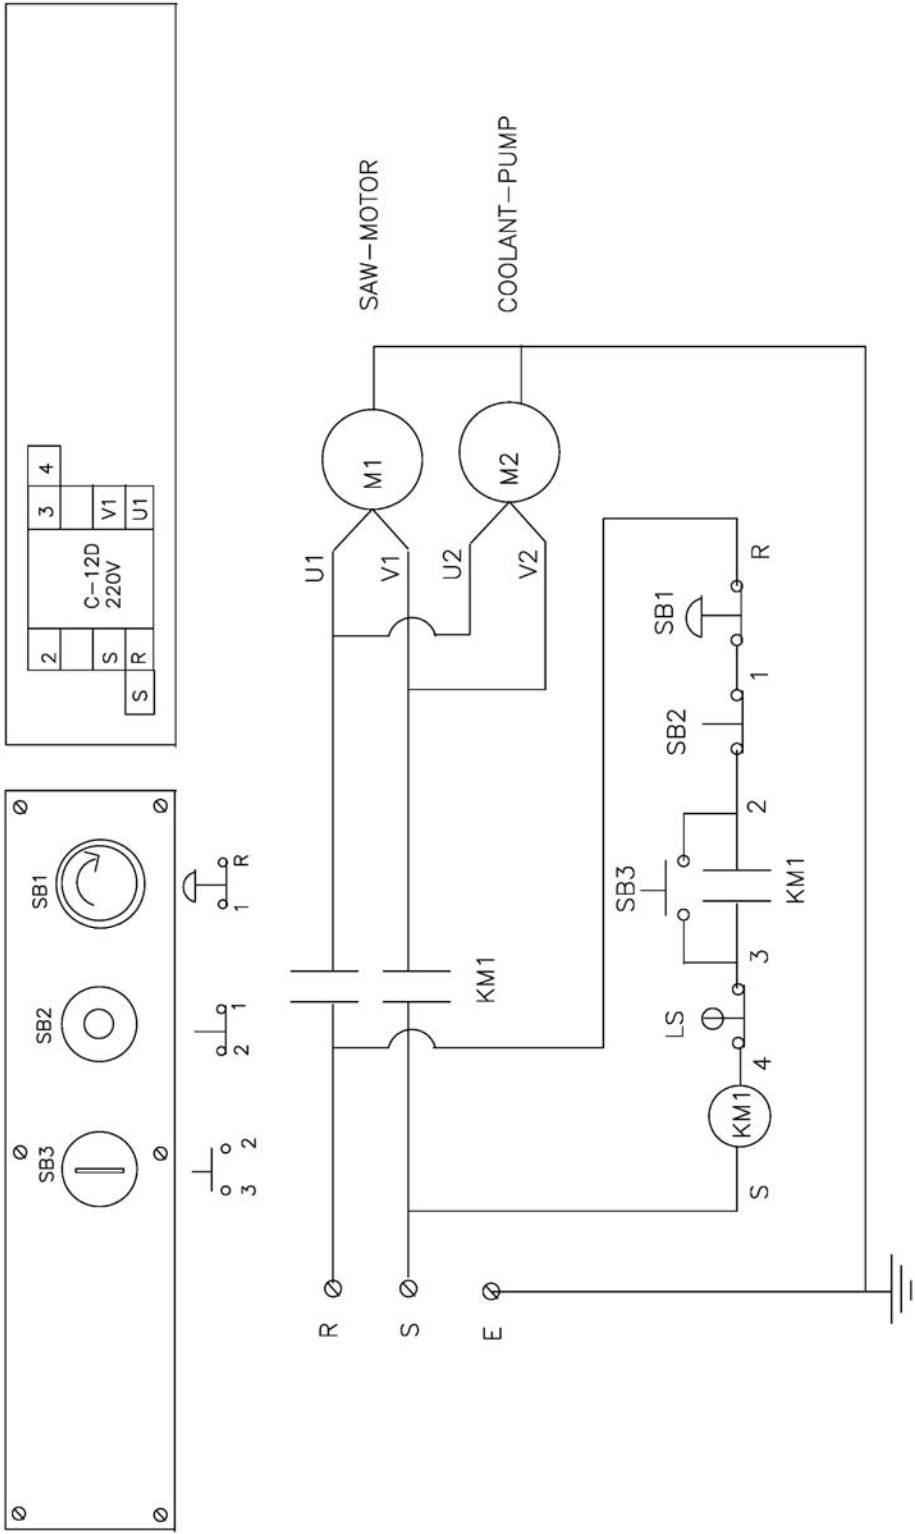 SB3 SB2 SB1
3 2 2 1 1 R
2 3 4
C-12D
220V
S V1
S R U1
R U1 M1 SAW-MOTOR
S V1
KM1
E U2 M2 COOLANT-PUMP
V2
SB3
LS SB2 SB1
KM1
S 4 3 2 1 R
KM1